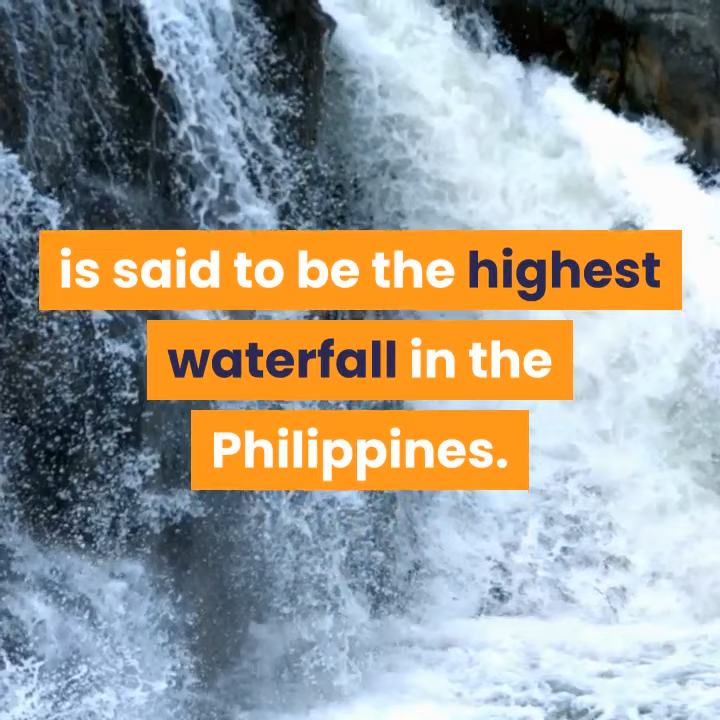 is said to be the highest
waterfall in the
Philippines.